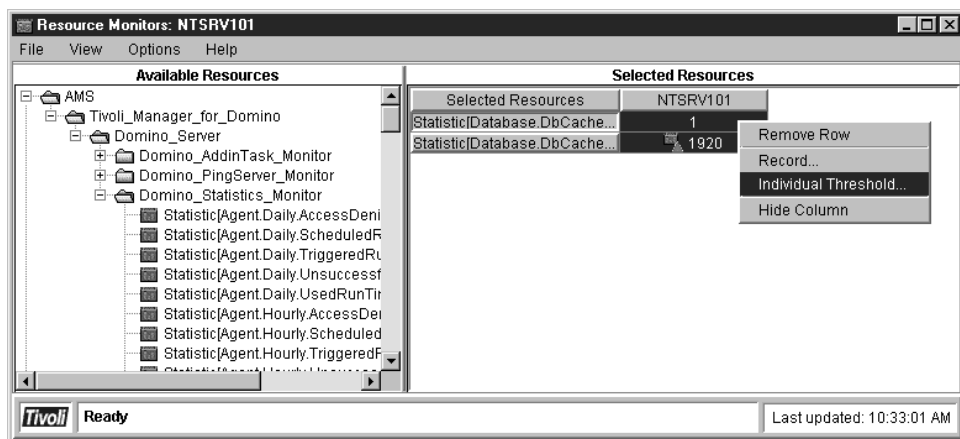 Resource Monitors: NTSRV101
File View Options Help
Available Resources
Selected Resources
AMS
Tivoli_Manager_for_Domino
Domino_Server
Domino_AddinTask_Monitor
Domino_PingServer_Monitor
Domino_Statistics_Monitor
Statistic[Agent.Daily.AccessDeni
Statistic[Agent.Daily.ScheduledR
Statistic[Agent.Daily.TriggeredRu
Statistic[Agent.Daily.Unsuccessf
Statistic[Agent.Daily.UsedRunTir
Statistic[Agent.Hourly.AccessDei
Statistic[Agent.Hourly.Scheduled
Statistic[Agent.Hourly.TriggeredF
Selected Resources NTSRV101
Statistic[Database.DbCache... 1
Statistic[Database.DbCache... 1920
Remove Row
Record...
Individual Threshold...
Hide Column
Tivoli Ready
Last updated: 10:33:01 AM